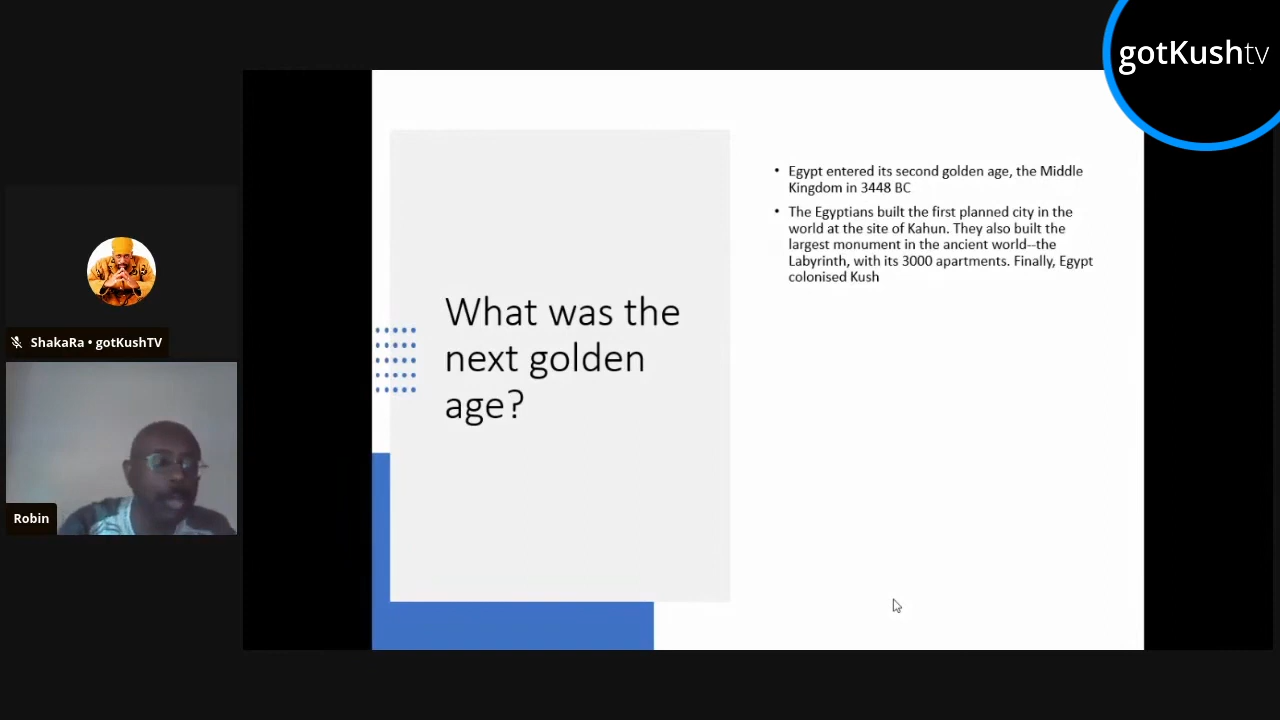 gotKushtv
ShakaRa • gotKushTV
Robin
What was the
next golden
age?
• Egypt entered its second golden age, the Middle
Kingdom in 3448 BC
• The Egyptians built the first planned city in the
world at the site of Kahun. They also built the
largest monument in the ancient world--the
Labyrinth, with its 3000 apartments. Finally, Egypt
colonised Kush